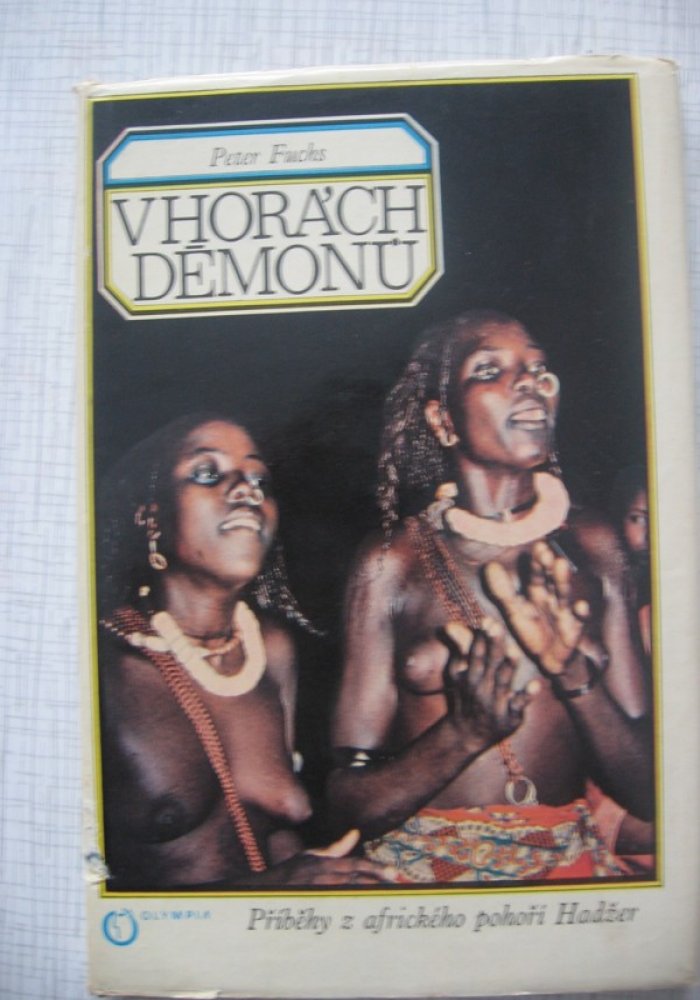 Peter Fuchs
V HORÁCH
DÉMONŮ
OLYMPIA
Příběhy z afrického pohoří Hadžer